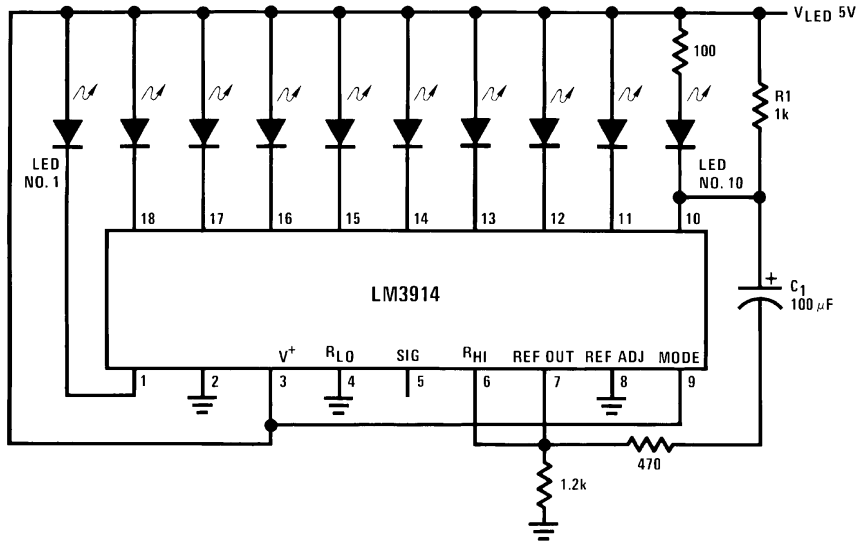 V_LED 5V
100
R1
1k
LED
NO. 1
LED
NO. 10
18 17 16 15 14 13 12 11 10
LM3914
C1
100 µF
V+ RLO SIG RHI REF OUT REF ADJ MODE
1 2 3 4 5 6 7 8 9
470
1.2k